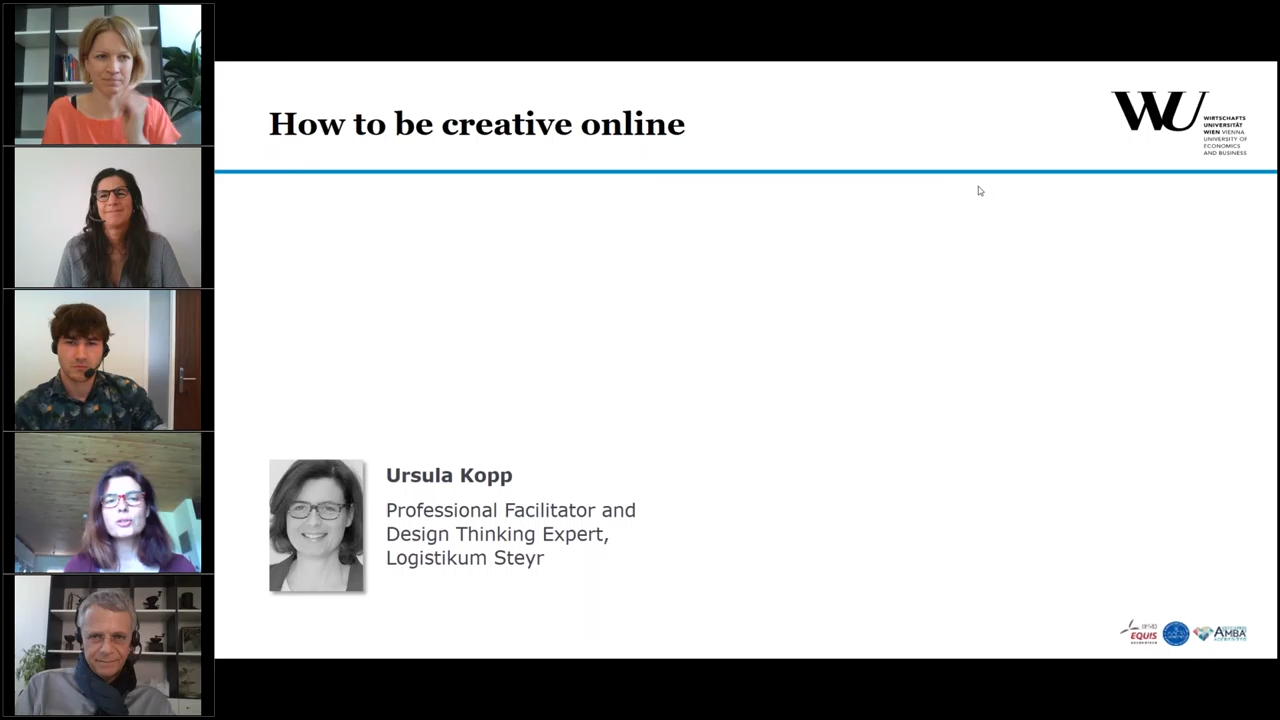 How to be creative online
WU
WIRTSCHAFTS
UNIVERSITÄT
WIEN VIENNA
UNIVERSITY OF
ECONOMICS
AND BUSINESS
Ursula Kopp
Professional Facilitator and
Design Thinking Expert,
Logistikum Steyr
EQUIS
AMBA